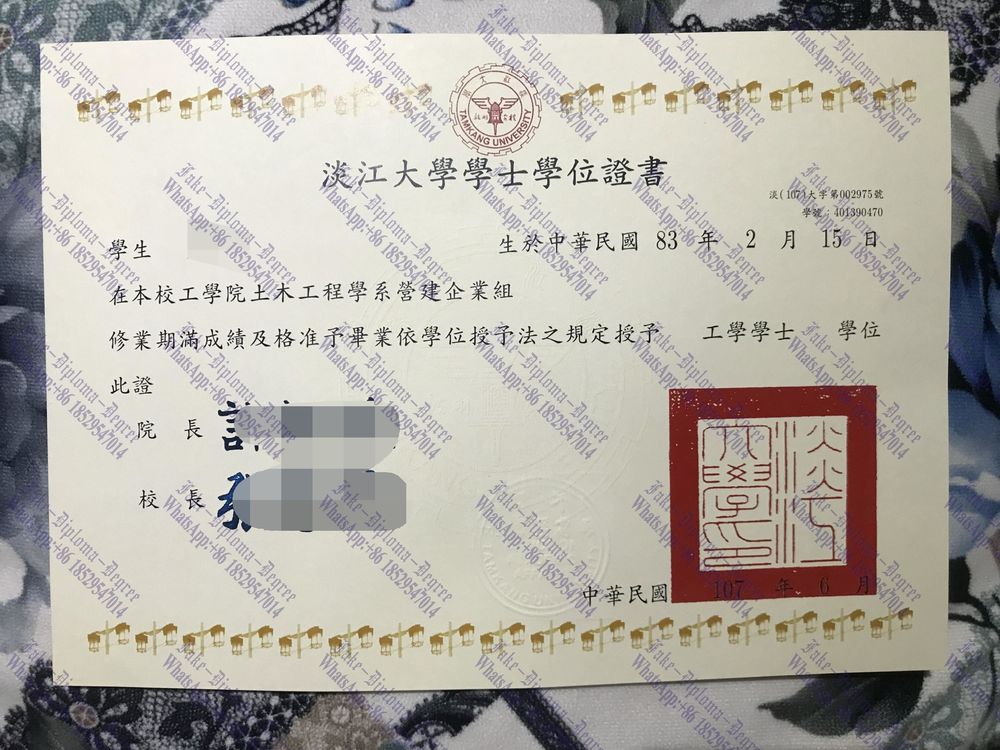 TAMKANG UNIVERSITY
淡江大學學士學位證書
淡(107)大字第002975號
學號：401390470
學生
生於中華民國 83 年 2 月 15 日
在本校工學院土木工程學系營建企業組
修業期滿成績及格准予畢業依學位授予法之規定授予 工學學士 學位
此證
院 長
校 長
淡江大學印
中華民國 107 年 6 月
Fake-Diploma-Degree
WhatsApp:+86 18529547014